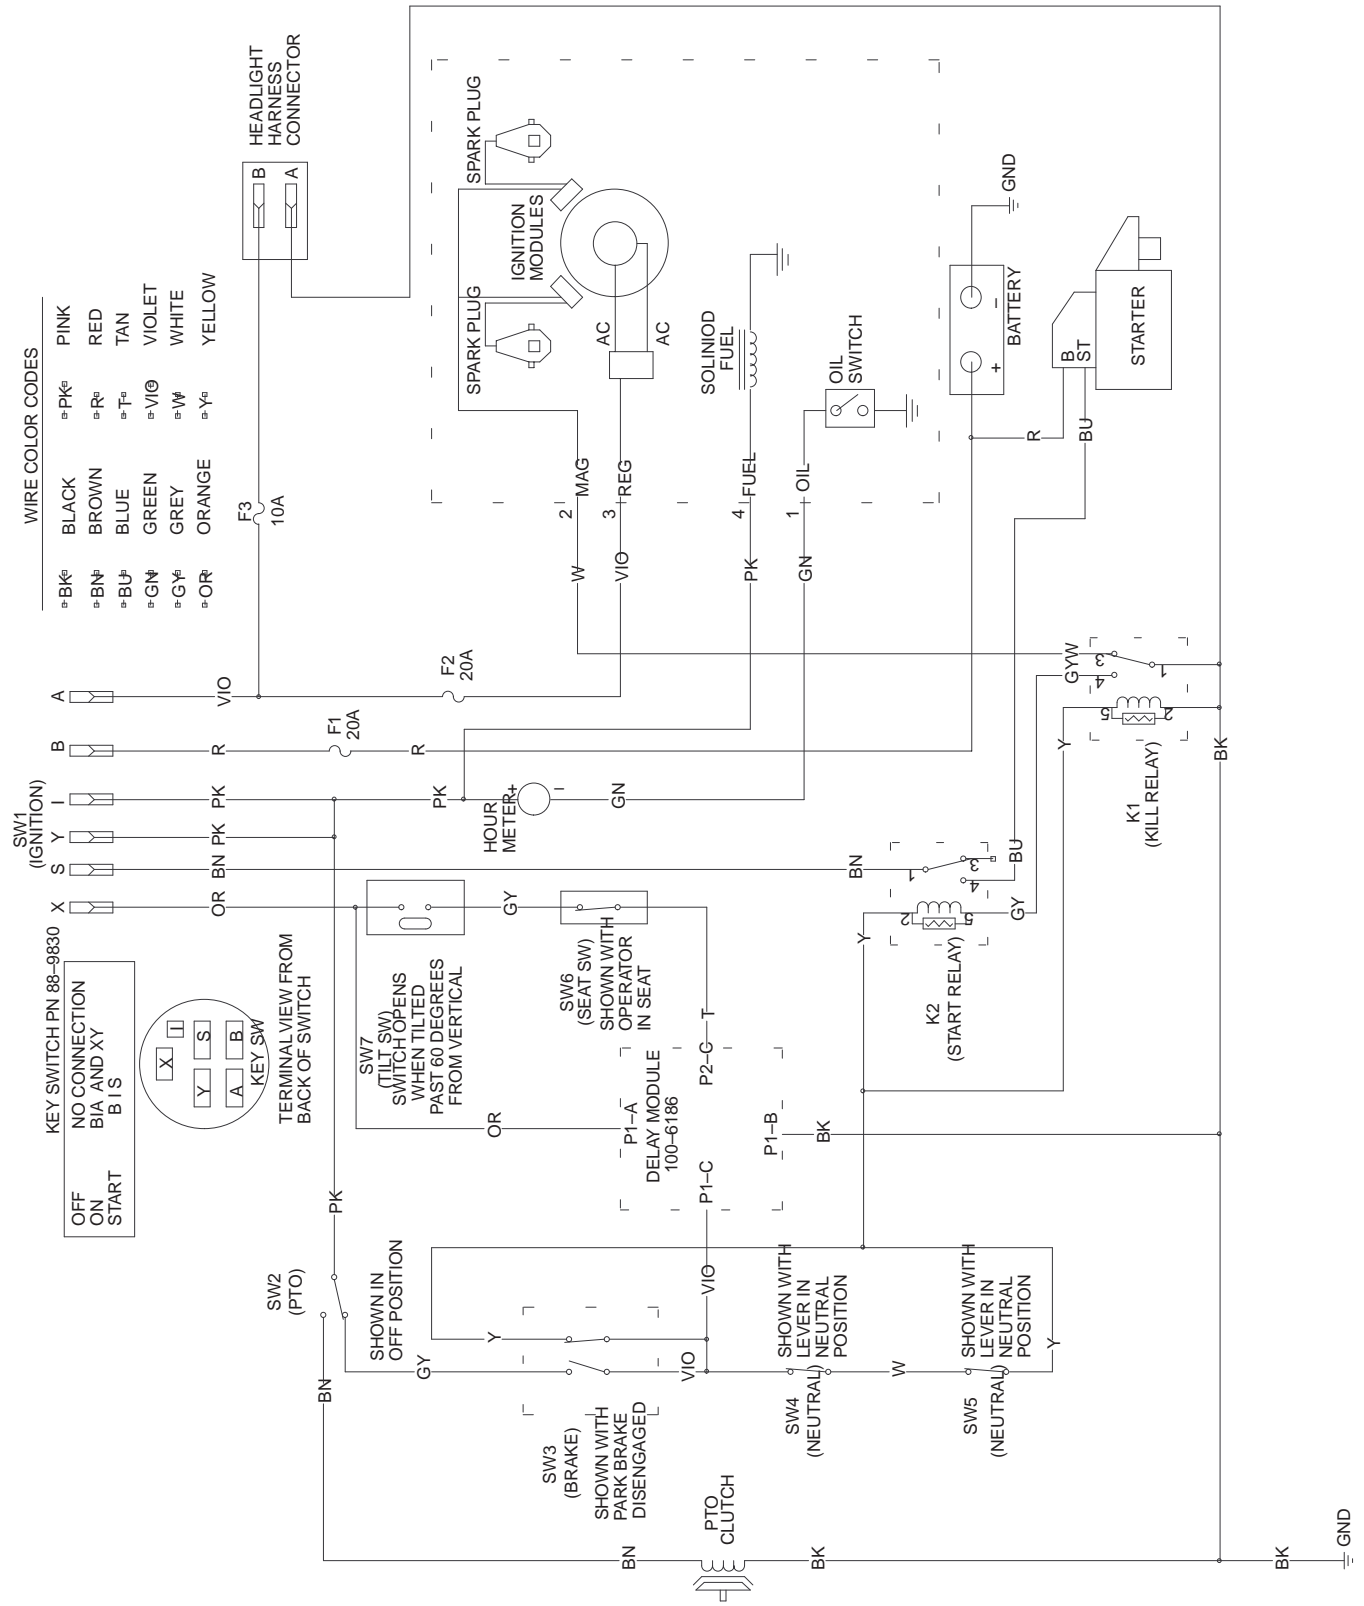 WIRE COLOR CODES
BK BLACK PK PINK
BN BROWN R RED
BU BLUE T TAN
GN GREEN VIO VIOLET
GY GREY W WHITE
OR ORANGE Y YELLOW
HEADLIGHT
HARNESS
CONNECTOR
B
A
F3
10A
SW1
(IGNITION)
X
S
Y
I
B
A
OR
BN
PK
PK
R
VIO
F1
20A
R
F2
20A
PK
HOUR
METER
+
–
GN
KEY SWITCH PN 88–9830
OFF NO CONNECTION
ON BIA AND XY
START B I S
X
I
Y
S
A
B
KEY SW
TERMINAL VIEW FROM
BACK OF SWITCH
SPARK PLUG
SPARK PLUG
IGNITION
MODULES
AC
AC
MAG
REG
SOLINIOD
FUEL
FUEL
OIL
SWITCH
OIL
2
3
4
1
W
VIO
PK
GN
BATTERY
+
–
GND
B
ST
STARTER
R
BU
SW7
(TILT SW)
SWITCH OPENS
WHEN TILTED
PAST 60 DEGREES
FROM VERTICAL
GY
SW6
(SEAT SW)
SHOWN WITH
OPERATOR
IN SEAT
T
OR
P1–A
P2–C
DELAY MODULE
100–6186
P1–C
P1–B
BK
VIO
BN
1
3
4
2
5
Y
GY
BU
K2
(START RELAY)
GY
W
3
4
1
5
2
Y
K1
(KILL RELAY)
BK
PK
SW2
(PTO)
SHOWN IN
OFF POSITION
BN
GY
Y
VIO
SW3
(BRAKE)
SHOWN WITH
PARK BRAKE
DISENGAGED
SHOWN WITH
LEVER IN
NEUTRAL
POSITION
SW4
(NEUTRAL)
W
SHOWN WITH
LEVER IN
NEUTRAL
POSITION
SW5
(NEUTRAL)
Y
PTO
CLUTCH
BN
BK
BK
GND